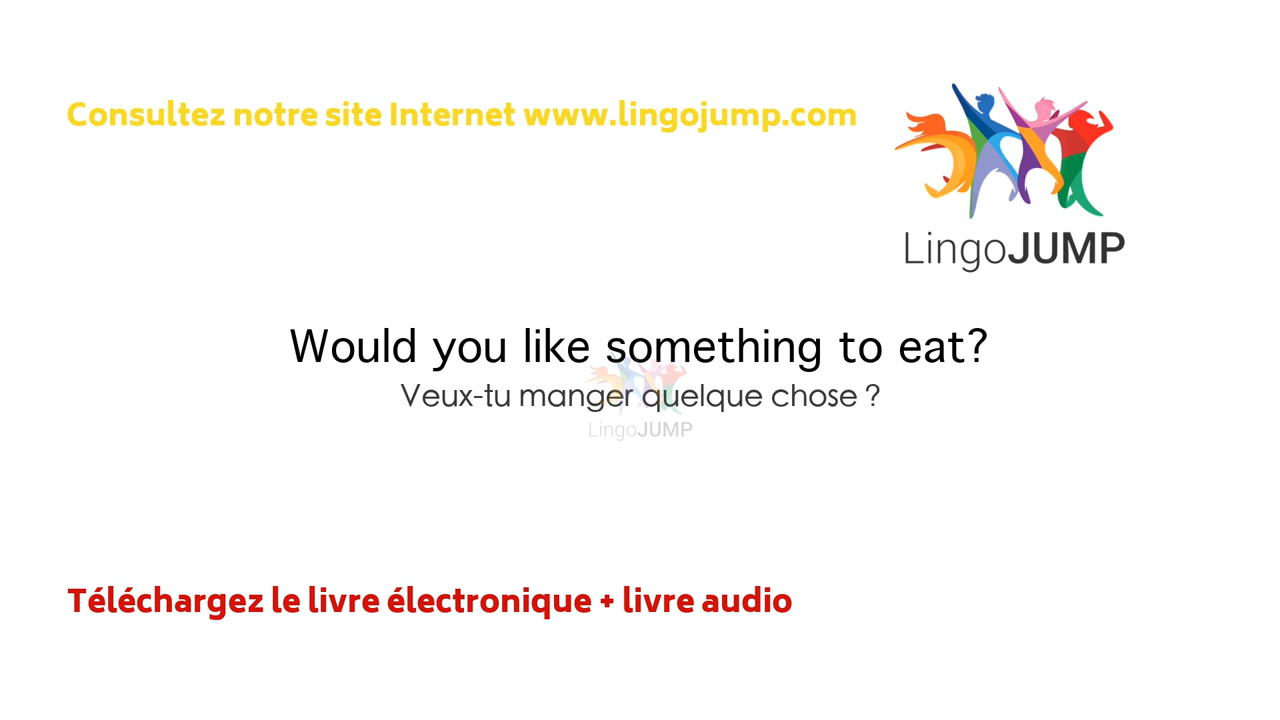 Consultez notre site Internet www.lingojump.com
LingoJUMP
Would you like something to eat?
Veux-tu manger quelque chose ?
LingoJUMP
Téléchargez le livre électronique + livre audio